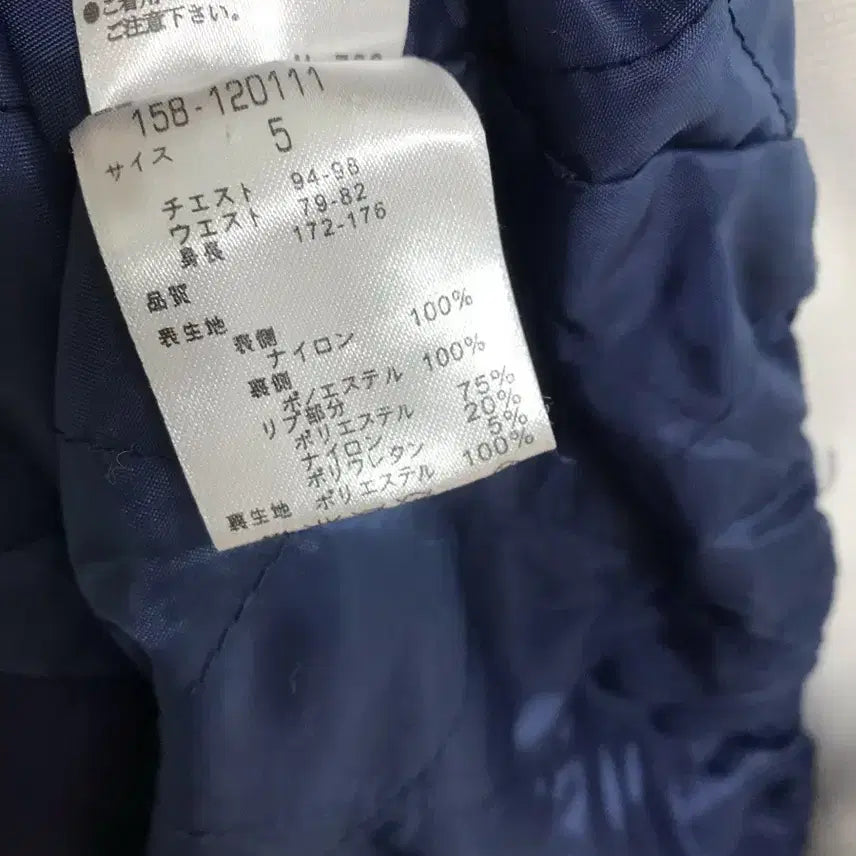 ご注意下さい。
158-120111
サイズ 5
チェスト 94-98
ウエスト 79-82
身長 172-176
品質
表生地
表側
ナイロン 100%
裏側
ポリエステル 100%
リブ部分
ポリエステル 75%
ナイロン 20%
ポリウレタン 5%
裏生地 ポリエステル 100%